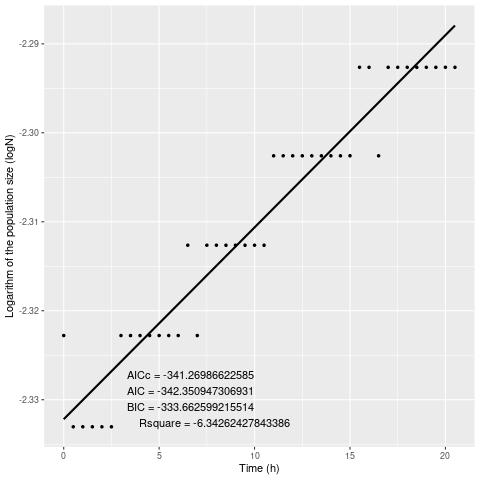 -2.29
-2.30
-2.31
-2.32
-2.33
Logarithm of the population size (logN)
AICc = -341.26986622585
AIC = -342.350947306931
BIC = -333.662599215514
Rsquare = -6.34262427843386
0
5
10
15
20
Time (h)